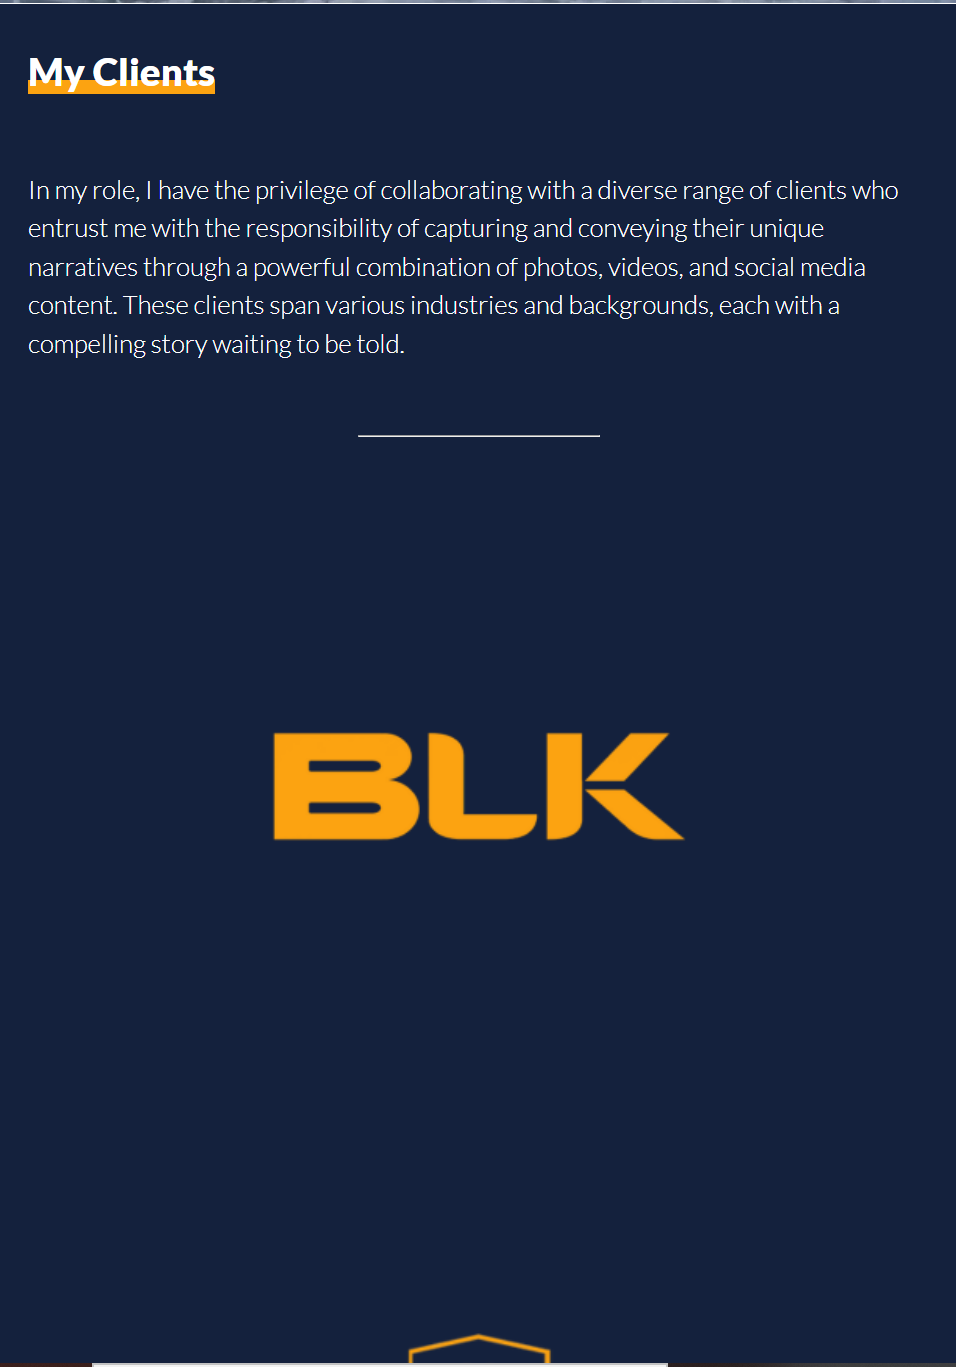 My Clients
In my role, I have the privilege of collaborating with a diverse range of clients who
entrust me with the responsibility of capturing and conveying their unique
narratives through a powerful combination of photos, videos, and social media
content. These clients span various industries and backgrounds, each with a
compelling story waiting to be told.
BLK